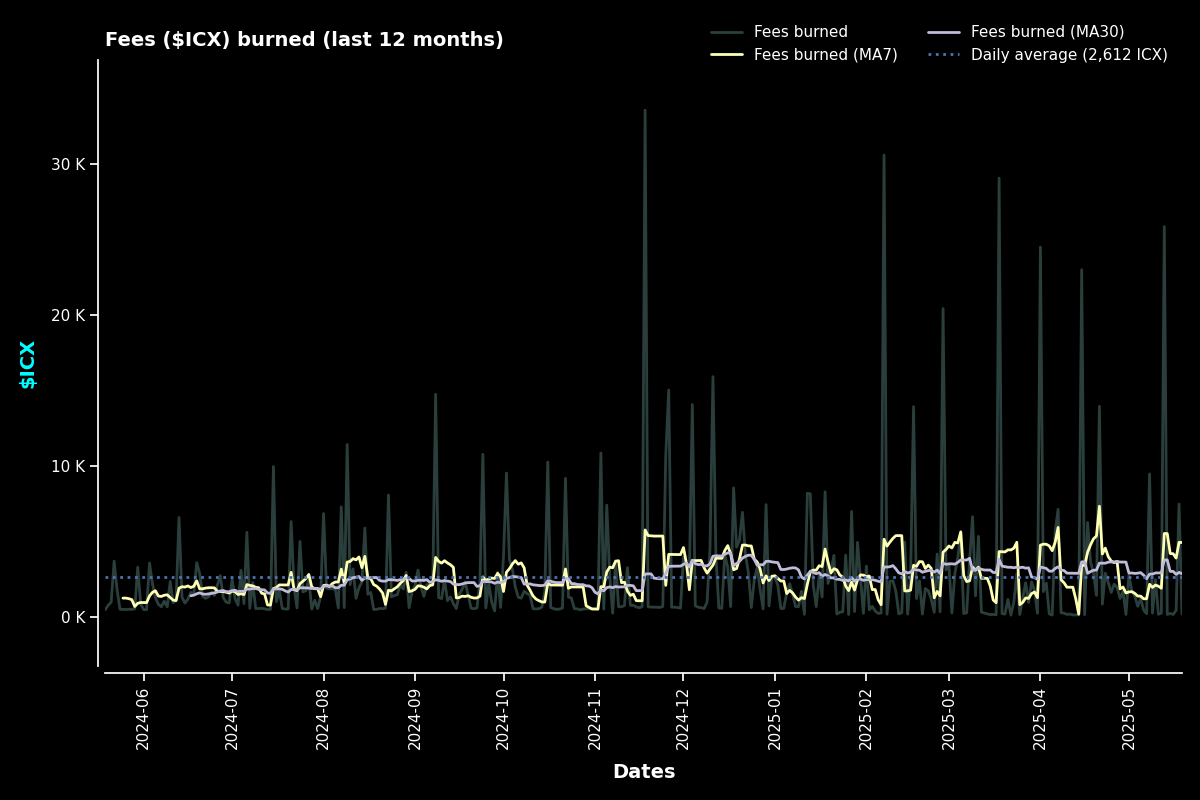 Fees ($ICX) burned (last 12 months)
Fees burned
Fees burned (MA7)
Fees burned (MA30)
Daily average (2,612 ICX)
$ICX
30 K
20 K
10 K
0 K
2024-06
2024-07
2024-08
2024-09
2024-10
2024-11
2024-12
2025-01
2025-02
2025-03
2025-04
2025-05
Dates